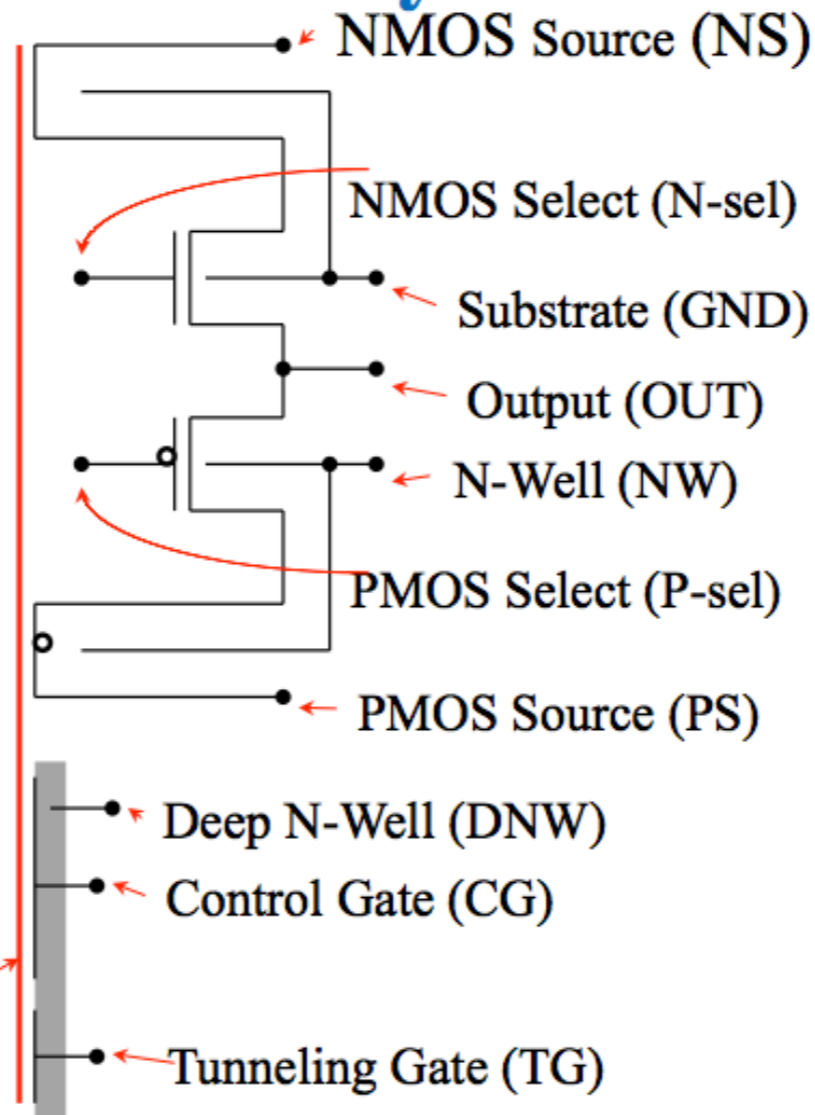 NMOS Source (NS)
NMOS Select (N-sel)
Substrate (GND)
Output (OUT)
N-Well (NW)
PMOS Select (P-sel)
PMOS Source (PS)
Deep N-Well (DNW)
Control Gate (CG)
Tunneling Gate (TG)